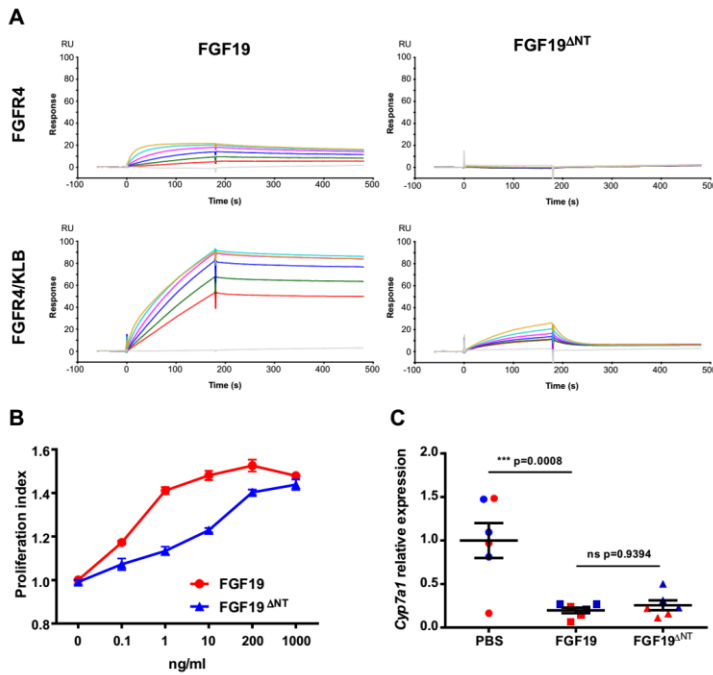 A
FGF19
FGF19ΔNT
FGFR4
RU
100
80
60
40
20
0
-100 0 100 200 300 400 500
Response
Time (s)
RU
100
80
60
40
20
0
-100 0 100 200 300 400 500
Response
Time (s)
FGFR4/KLB
RU
100
80
60
40
20
0
-100 0 100 200 300 400 500
Response
Time (s)
RU
100
80
60
40
20
0
-100 0 100 200 300 400 500
Response
Time (s)
B
Proliferation index
1.6
1.4
1.2
1.0
0.8
FGF19
FGF19 ΔNT
0 0.1 1 10 200 1000
ng/ml
C
Cyp7a1 relative expression
2.0
1.5
1.0
0.5
0.0
*** p=0.0008
ns p=0.9394
PBS FGF19 FGF19ΔNT